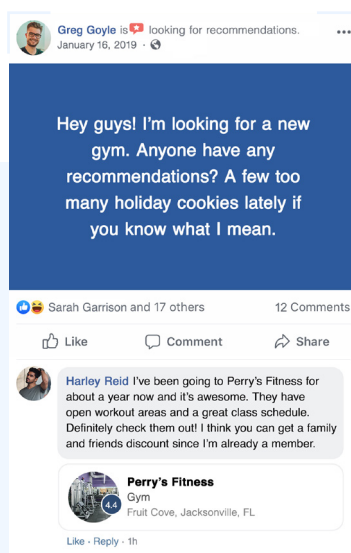 Greg Goyle is looking for recommendations.
January 16, 2019 ·
Hey guys! I'm looking for a new
gym. Anyone have any
recommendations? A few too
many holiday cookies lately if
you know what I mean.
Sarah Garrison and 17 others 12 Comments
Like Comment Share
Harley Reid I've been going to Perry's Fitness for
about a year now and it's awesome. They have
open workout areas and a great class schedule.
Definitely check them out! I think you can get a family
and friends discount since I'm already a member.
Perry's Fitness
Gym
4.4
Fruit Cove, Jacksonville, FL
Like · Reply · 1h